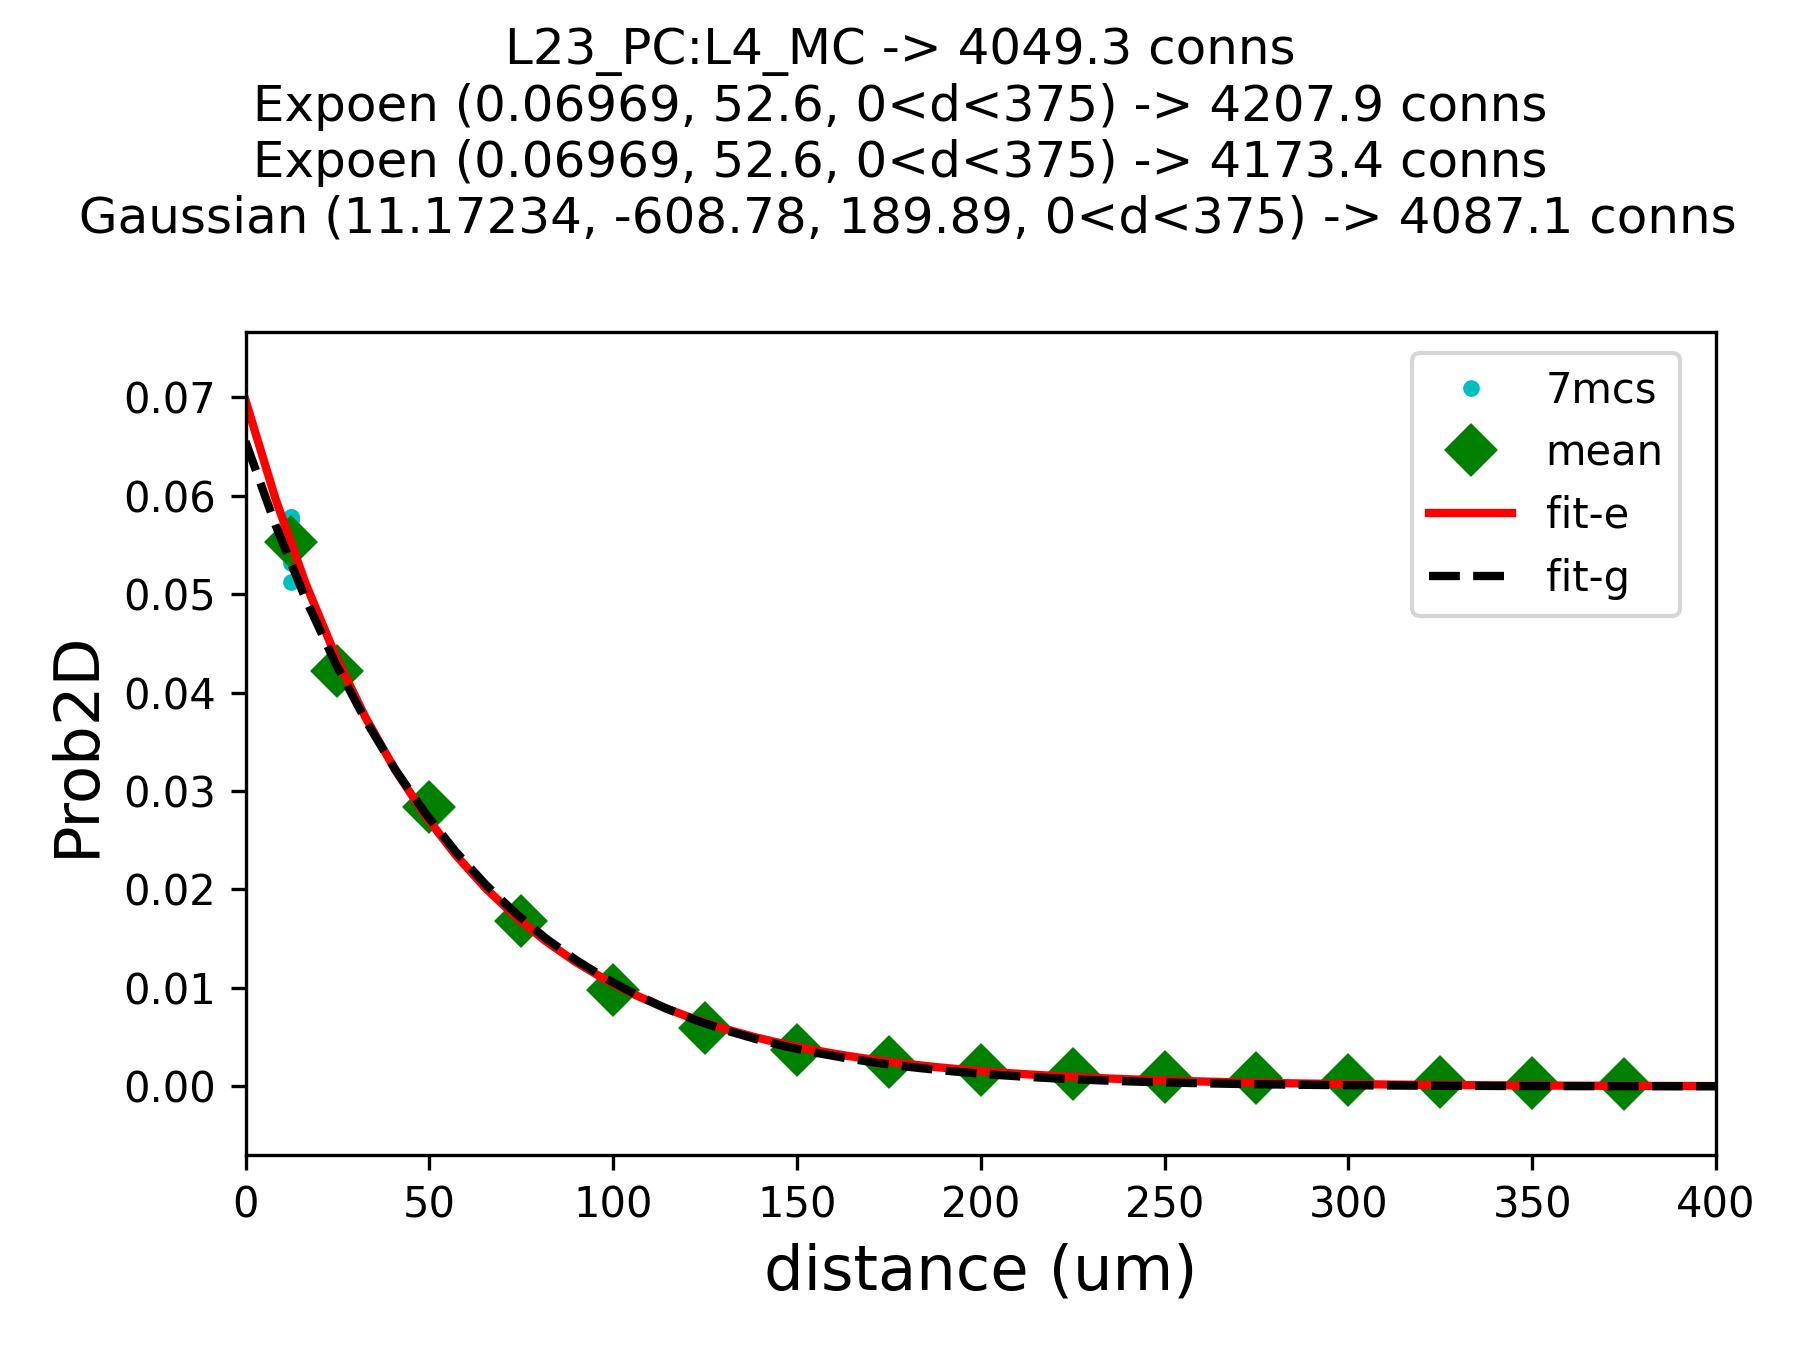 L23_PC:L4_MC -> 4049.3 conns
Expoen (0.06969, 52.6, 0<d<375) -> 4207.9 conns
Expoen (0.06969, 52.6, 0<d<375) -> 4173.4 conns
Gaussian (11.17234, -608.78, 189.89, 0<d<375) -> 4087.1 conns
7mcs
mean
fit-e
fit-g
Prob2D
0.07
0.06
0.05
0.04
0.03
0.02
0.01
0.00
0 50 100 150 200 250 300 350 400
distance (um)